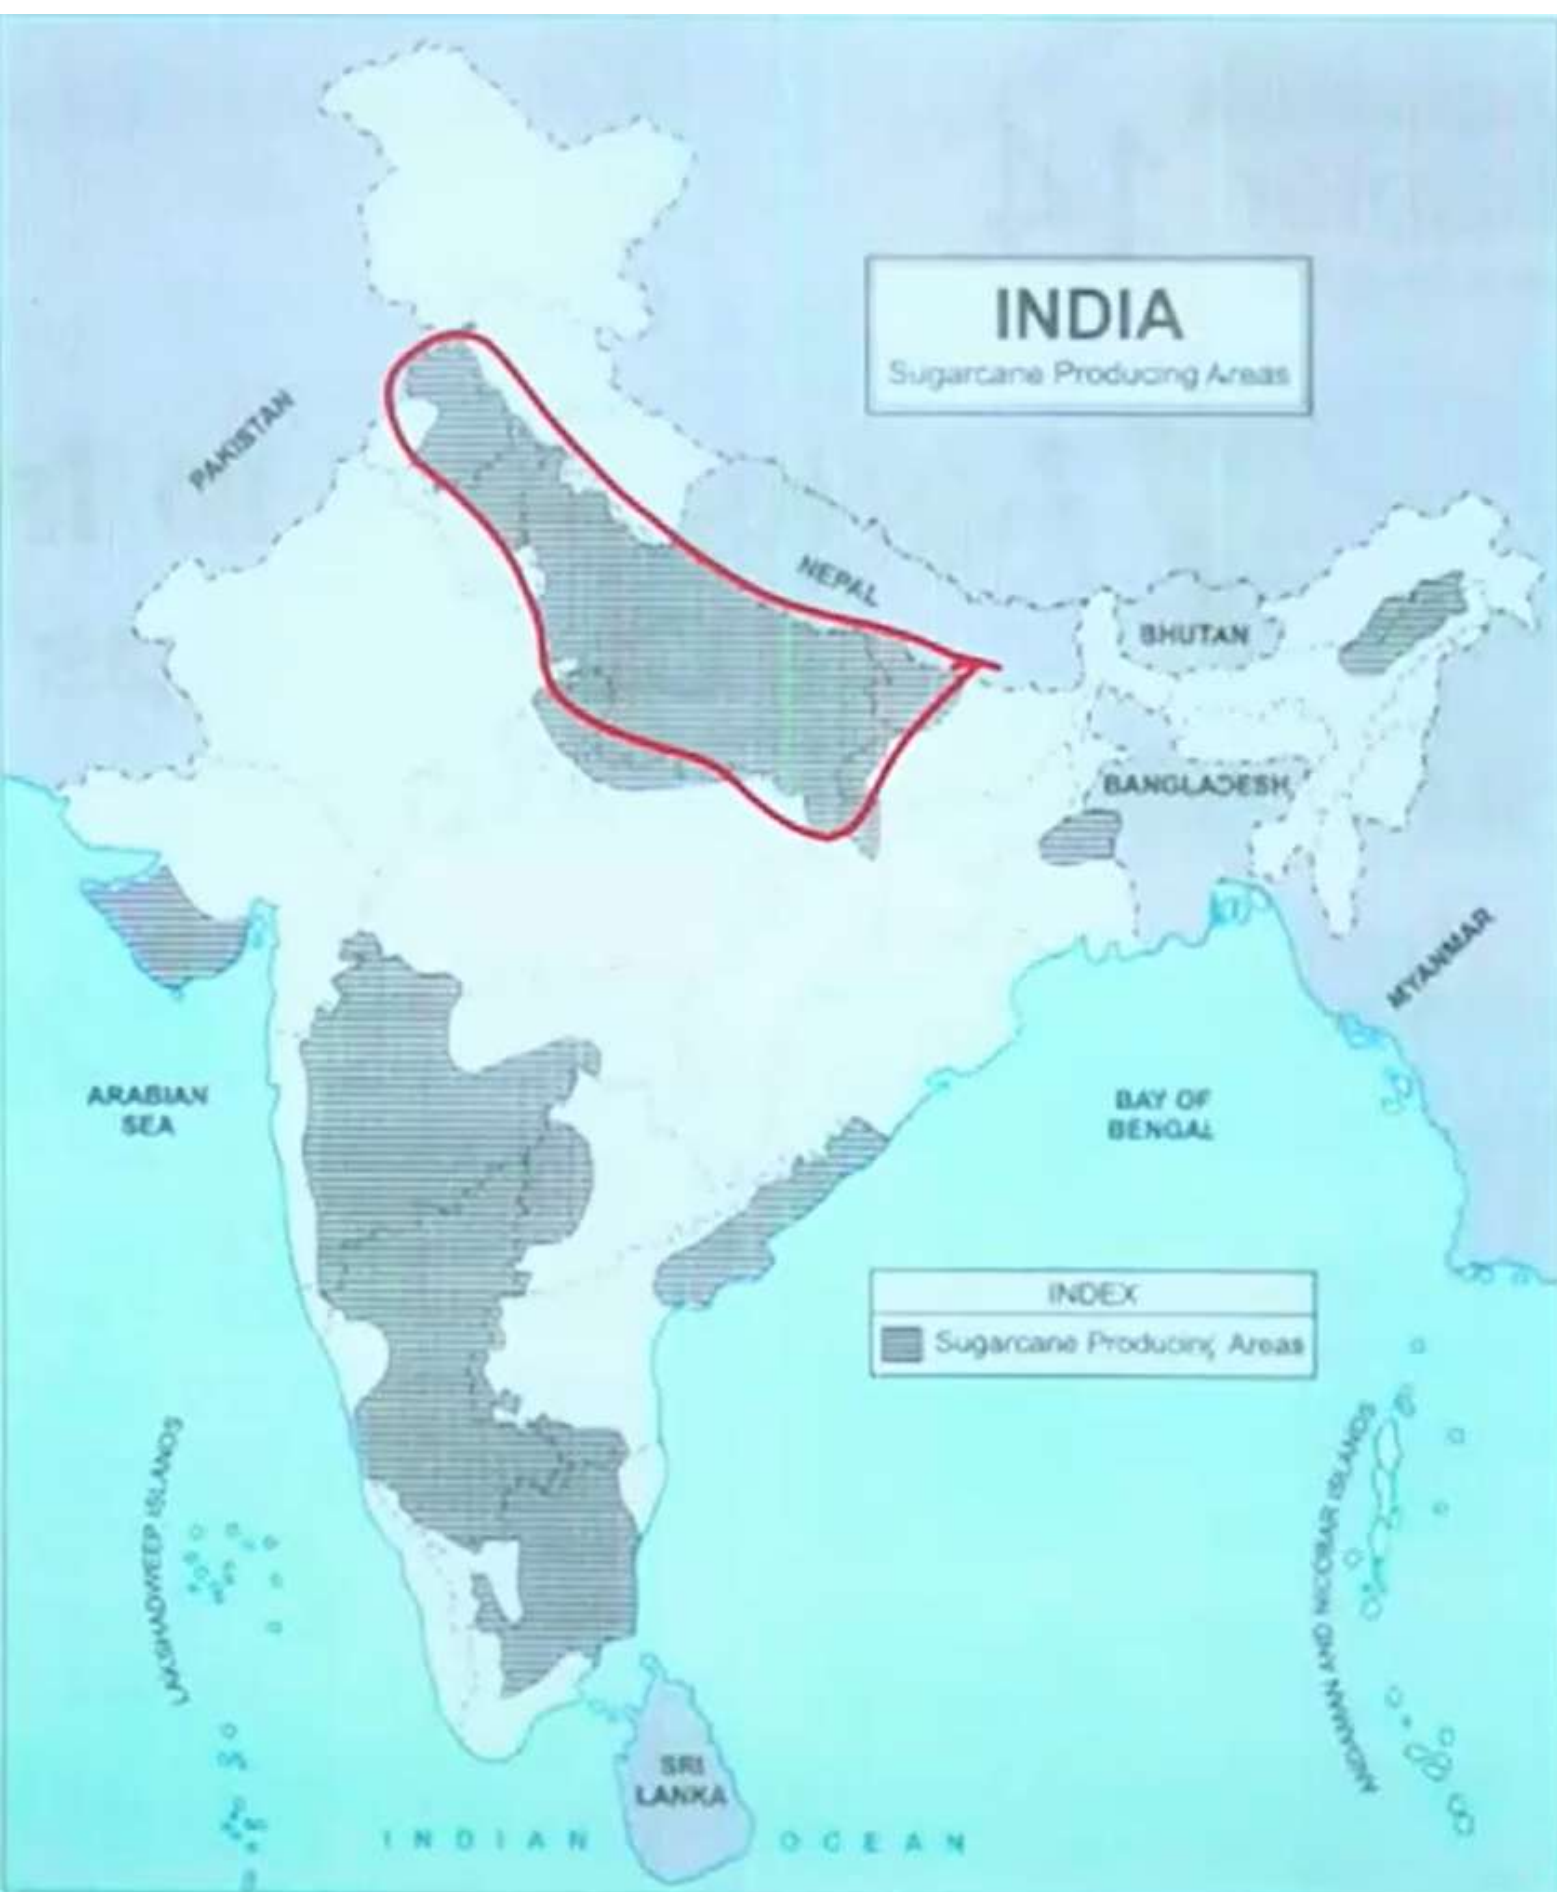 INDIA
Sugarcane Producing Areas
PAKISTAN
NEPAL
BHUTAN
BANGLADESH
MYANMAR
ARABIAN
SEA
BAY OF
BENGAL
INDEX
Sugarcane Producing Areas
LAKSHADWEEP ISLANDS
ANDAMAN AND NICOBAR ISLANDS
SRI
LANKA
INDIAN OCEAN